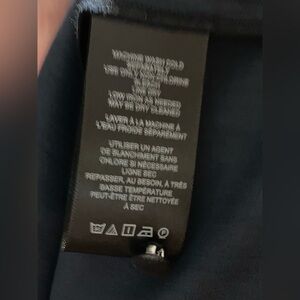 MACHINE WASH COLD
SEPARATELY
USE ONLY NON CHLORINE
BLEACH
LINE DRY
LOW IRON AS NEEDED
MAY BE DRY CLEANED
LAVER À LA MACHINE À
L'EAU FROIDE SÉPARÉMENT
UTILISER UN AGENT
DE BLANCHIMENT SANS
CHLORE SI NÉCESSAIRE
LIGNE SEC
REPASSER, AU BESOIN, À TRÈS
BASSE TEMPÉRATURE
PEUT-ÊTRE ÊTRE NETTOYÉE
À SEC